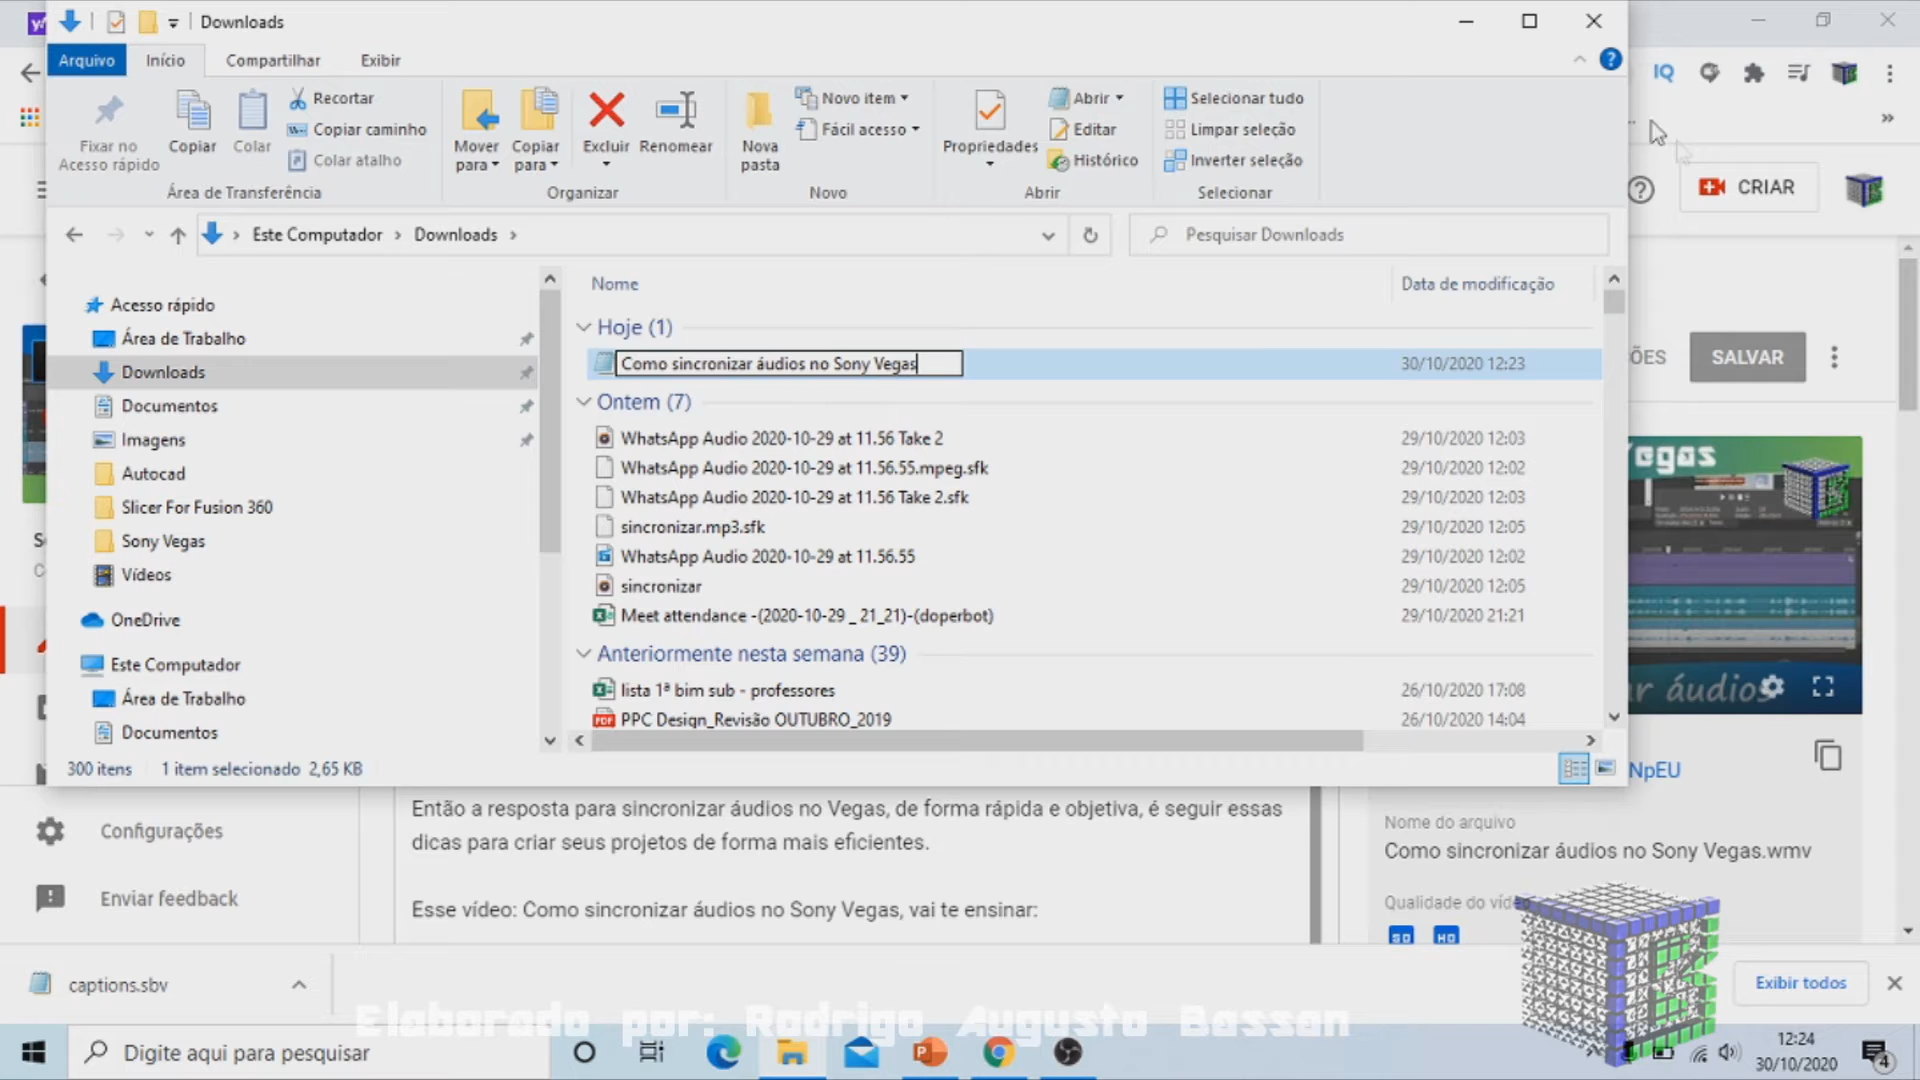 Downloads
Arquivo
Início
Compartilhar
Exibir
Fixar no
Acesso rápido
Copiar
Colar
Recortar
Copiar caminho
Colar atalho
Área de Transferência
Mover
para
Copiar
para
Excluir
Renomear
Organizar
Nova
pasta
Novo item
Fácil acesso
Novo
Propriedades
Abrir
Editar
Histórico
Abrir
Selecionar tudo
Limpar seleção
Inverter seleção
Selecionar
IQ
CRIAR
Este Computador > Downloads >
Pesquisar Downloads
Acesso rápido
Área de Trabalho
Downloads
Documentos
Imagens
Autocad
Slicer For Fusion 360
Sony Vegas
Vídeos
OneDrive
Este Computador
Área de Trabalho
Documentos
Nome
Data de modificação
Hoje (1)
Como sincronizar áudios no Sony Vegas
30/10/2020 12:23
Ontem (7)
WhatsApp Audio 2020-10-29 at 11.56 Take 2
29/10/2020 12:03
WhatsApp Audio 2020-10-29 at 11.56.55.mpeg.sfk
29/10/2020 12:02
WhatsApp Audio 2020-10-29 at 11.56 Take 2.sfk
29/10/2020 12:03
sincronizar.mp3.sfk
29/10/2020 12:05
WhatsApp Audio 2020-10-29 at 11.56.55
29/10/2020 12:02
sincronizar
29/10/2020 12:05
Meet attendance -(2020-10-29 _ 21_21)-(doperbot)
29/10/2020 21:21
Anteriormente nesta semana (39)
lista 1ª bim sub - professores
26/10/2020 17:08
PPC Design_Revisão OUTUBRO_2019
26/10/2020 14:04
300 itens
1 item selecionado 2,65 KB
ÕES
SALVAR
egas
ar áudios
NpEU
Nome do arquivo
Como sincronizar áudios no Sony Vegas.wmv
Qualidade do vídeo
SD HD
Configurações
Enviar feedback
Então a resposta para sincronizar áudios no Vegas, de forma rápida e objetiva, é seguir essas
dicas para criar seus projetos de forma mais eficientes.
Esse vídeo: Como sincronizar áudios no Sony Vegas, vai te ensinar:
captions.sbv
Exibir todos
Elaborado por: Rodrigo Augusto Bassan
Digite aqui para pesquisar
12:24
30/10/2020
4